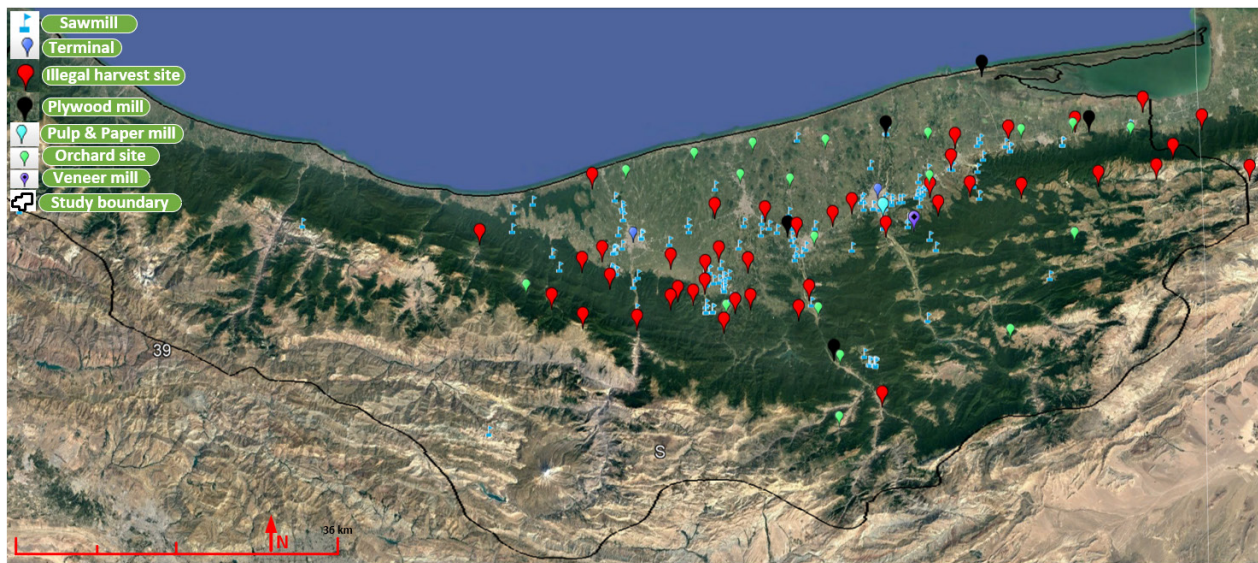 Sawmill
Terminal
Illegal harvest site
Plywood mill
Pulp & Paper mill
Orchard site
Veneer mill
Study boundary
39
S
36 km
N